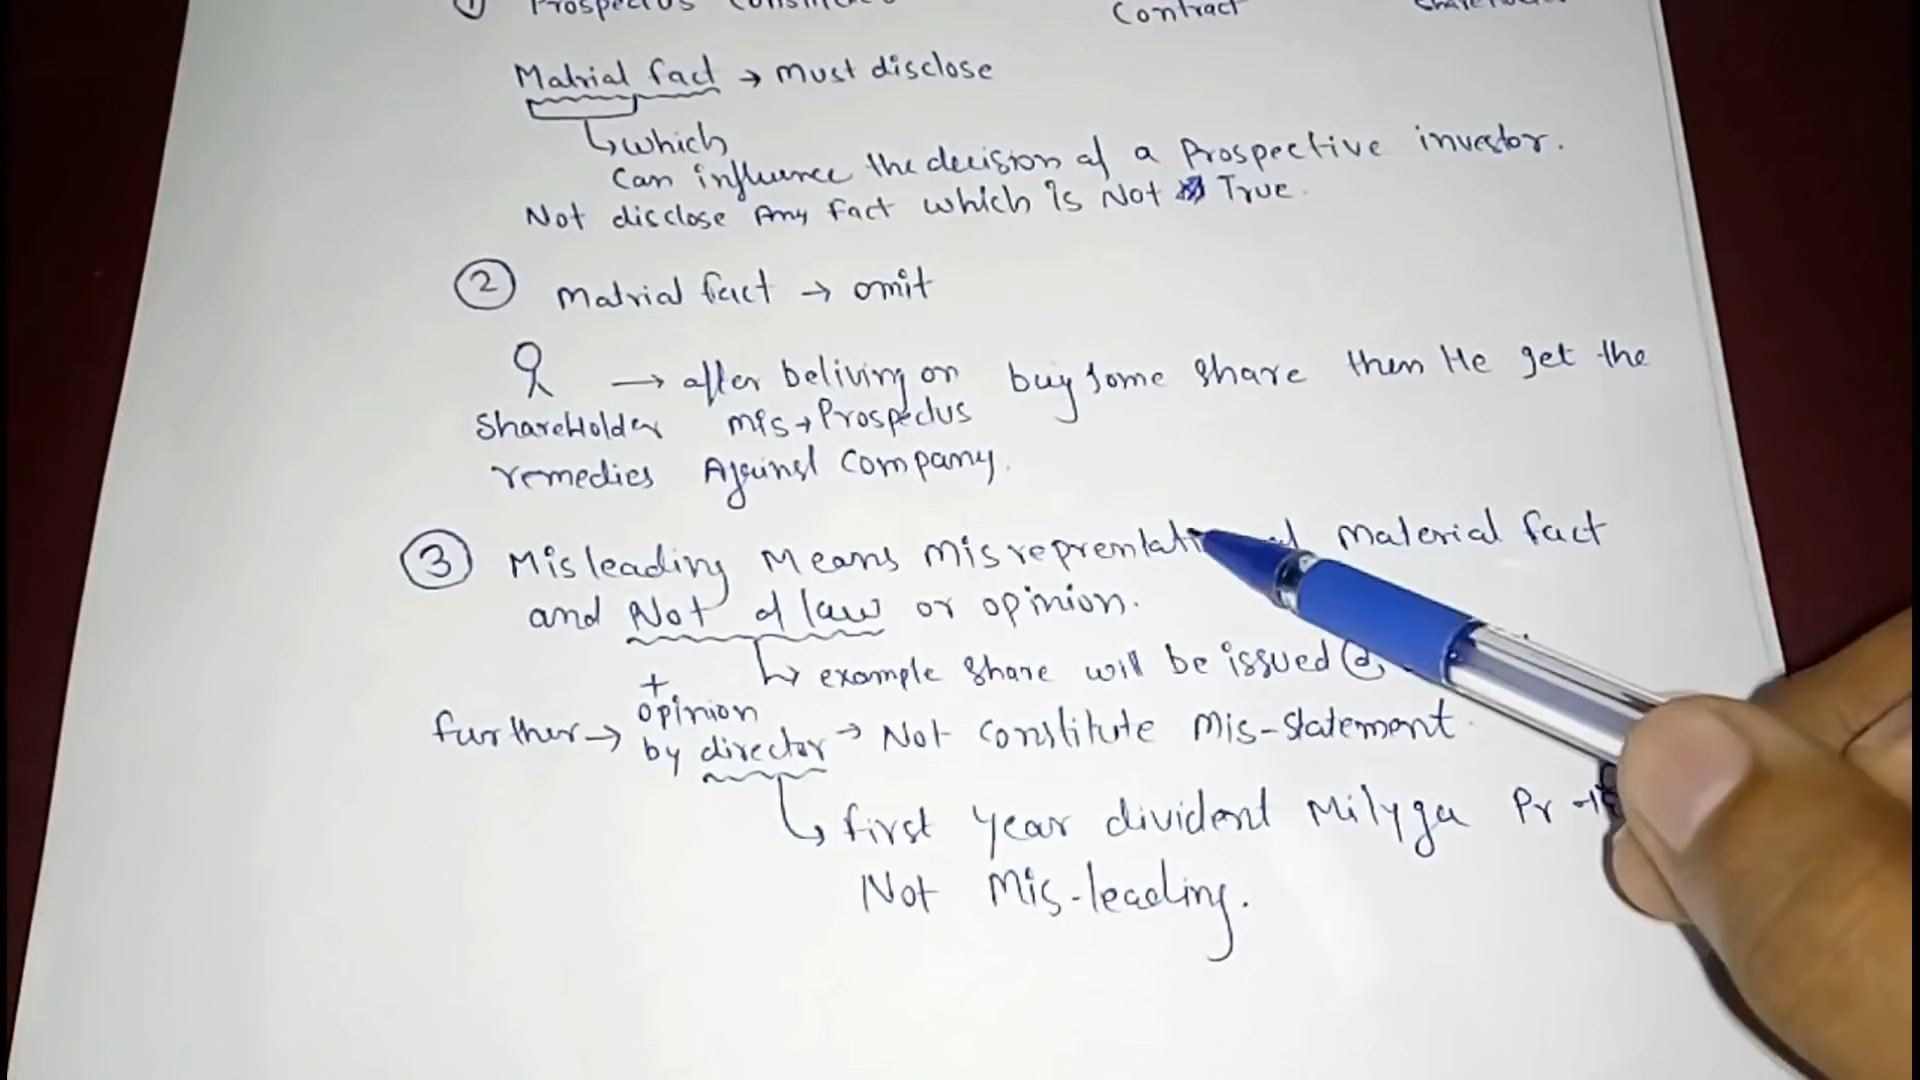 ① Prospectus Contract
Matrial fact → must disclose
↳ which
can influence the decision of a Prospective investor.
Not disclose Any fact which is Not True.
② Matrial fact → omit
→ after beliving on buy some share then He get the
Shareholder mis → Prospectus
remedies Against Company.
③ Misleading Means Material fact
and Not of law or opinion.
↳ example share will be issued @
+
opinion
further → by director → Not constitute Mis-statement.
↳ first year divident Milyga Pr
Not Mis-leading.